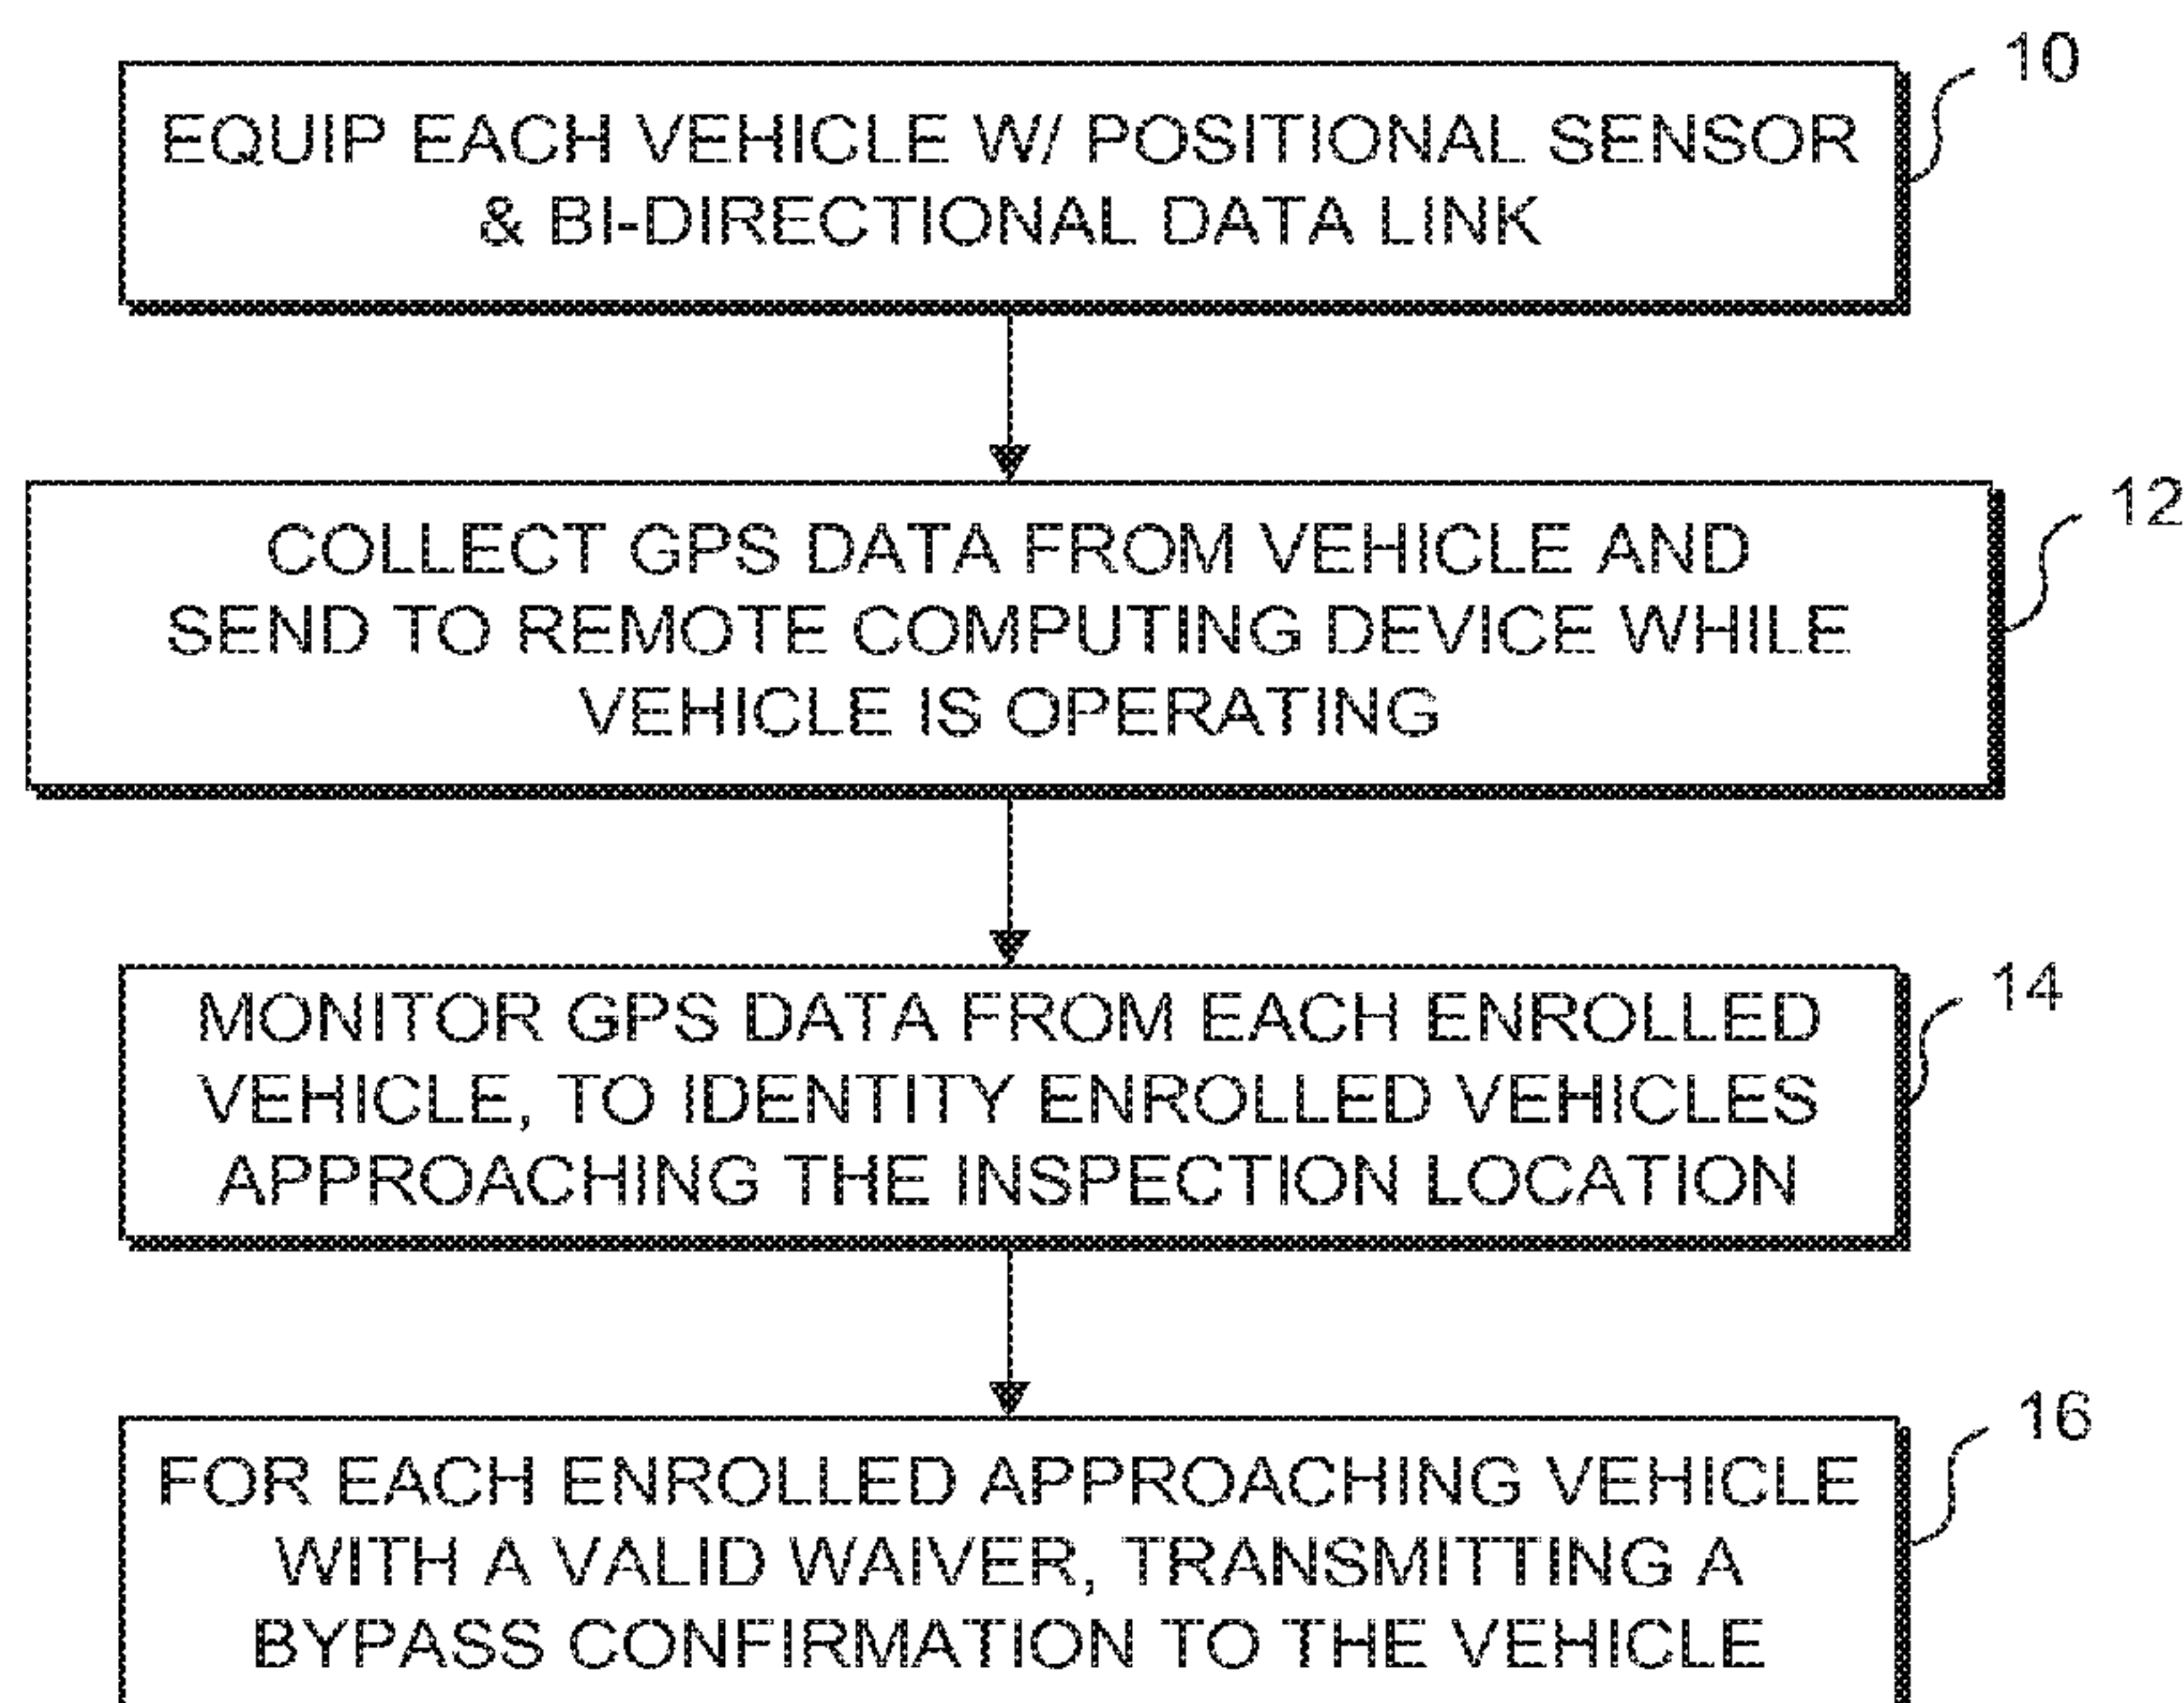 10
EQUIP EACH VEHICLE W/ POSITIONAL SENSOR
& BI-DIRECTIONAL DATA LINK
12
COLLECT GPS DATA FROM VEHICLE AND
SEND TO REMOTE COMPUTING DEVICE WHILE
VEHICLE IS OPERATING
14
MONITOR GPS DATA FROM EACH ENROLLED
VEHICLE, TO IDENTITY ENROLLED VEHICLES
APPROACHING THE INSPECTION LOCATION
16
FOR EACH ENROLLED APPROACHING VEHICLE
WITH A VALID WAIVER, TRANSMITTING A
BYPASS CONFIRMATION TO THE VEHICLE